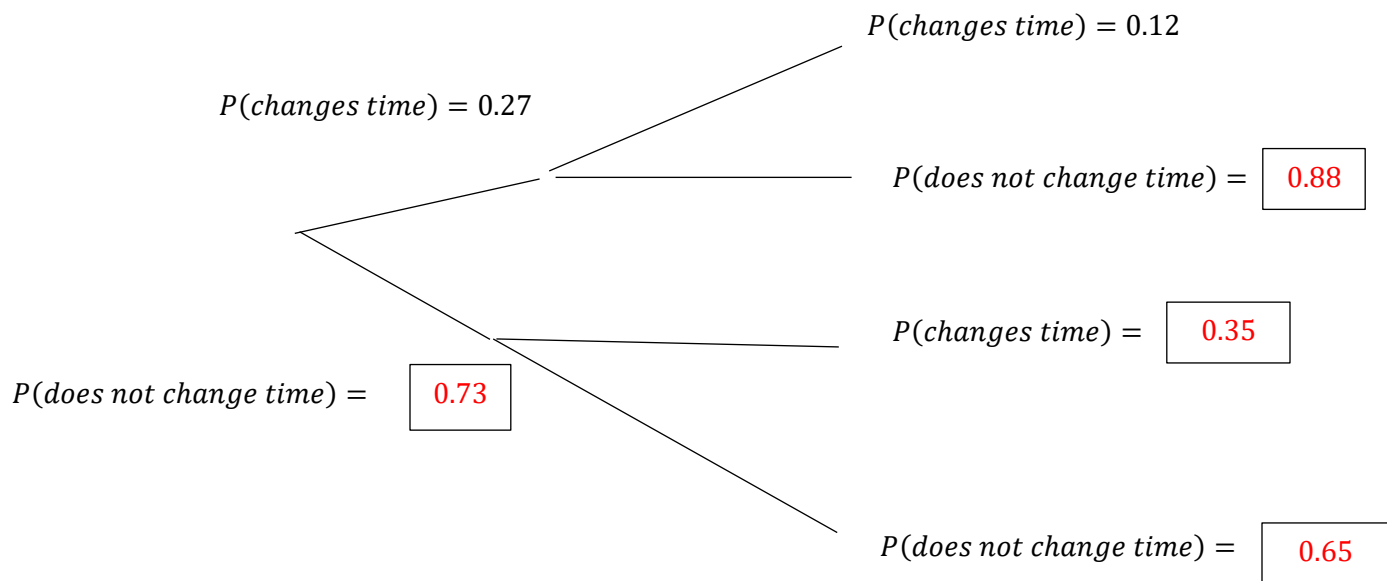 P(changes time) = 0.12
P(changes time) = 0.27
P(does not change time) = 0.88
P(changes time) = 0.35
P(does not change time) = 0.73
P(does not change time) = 0.65